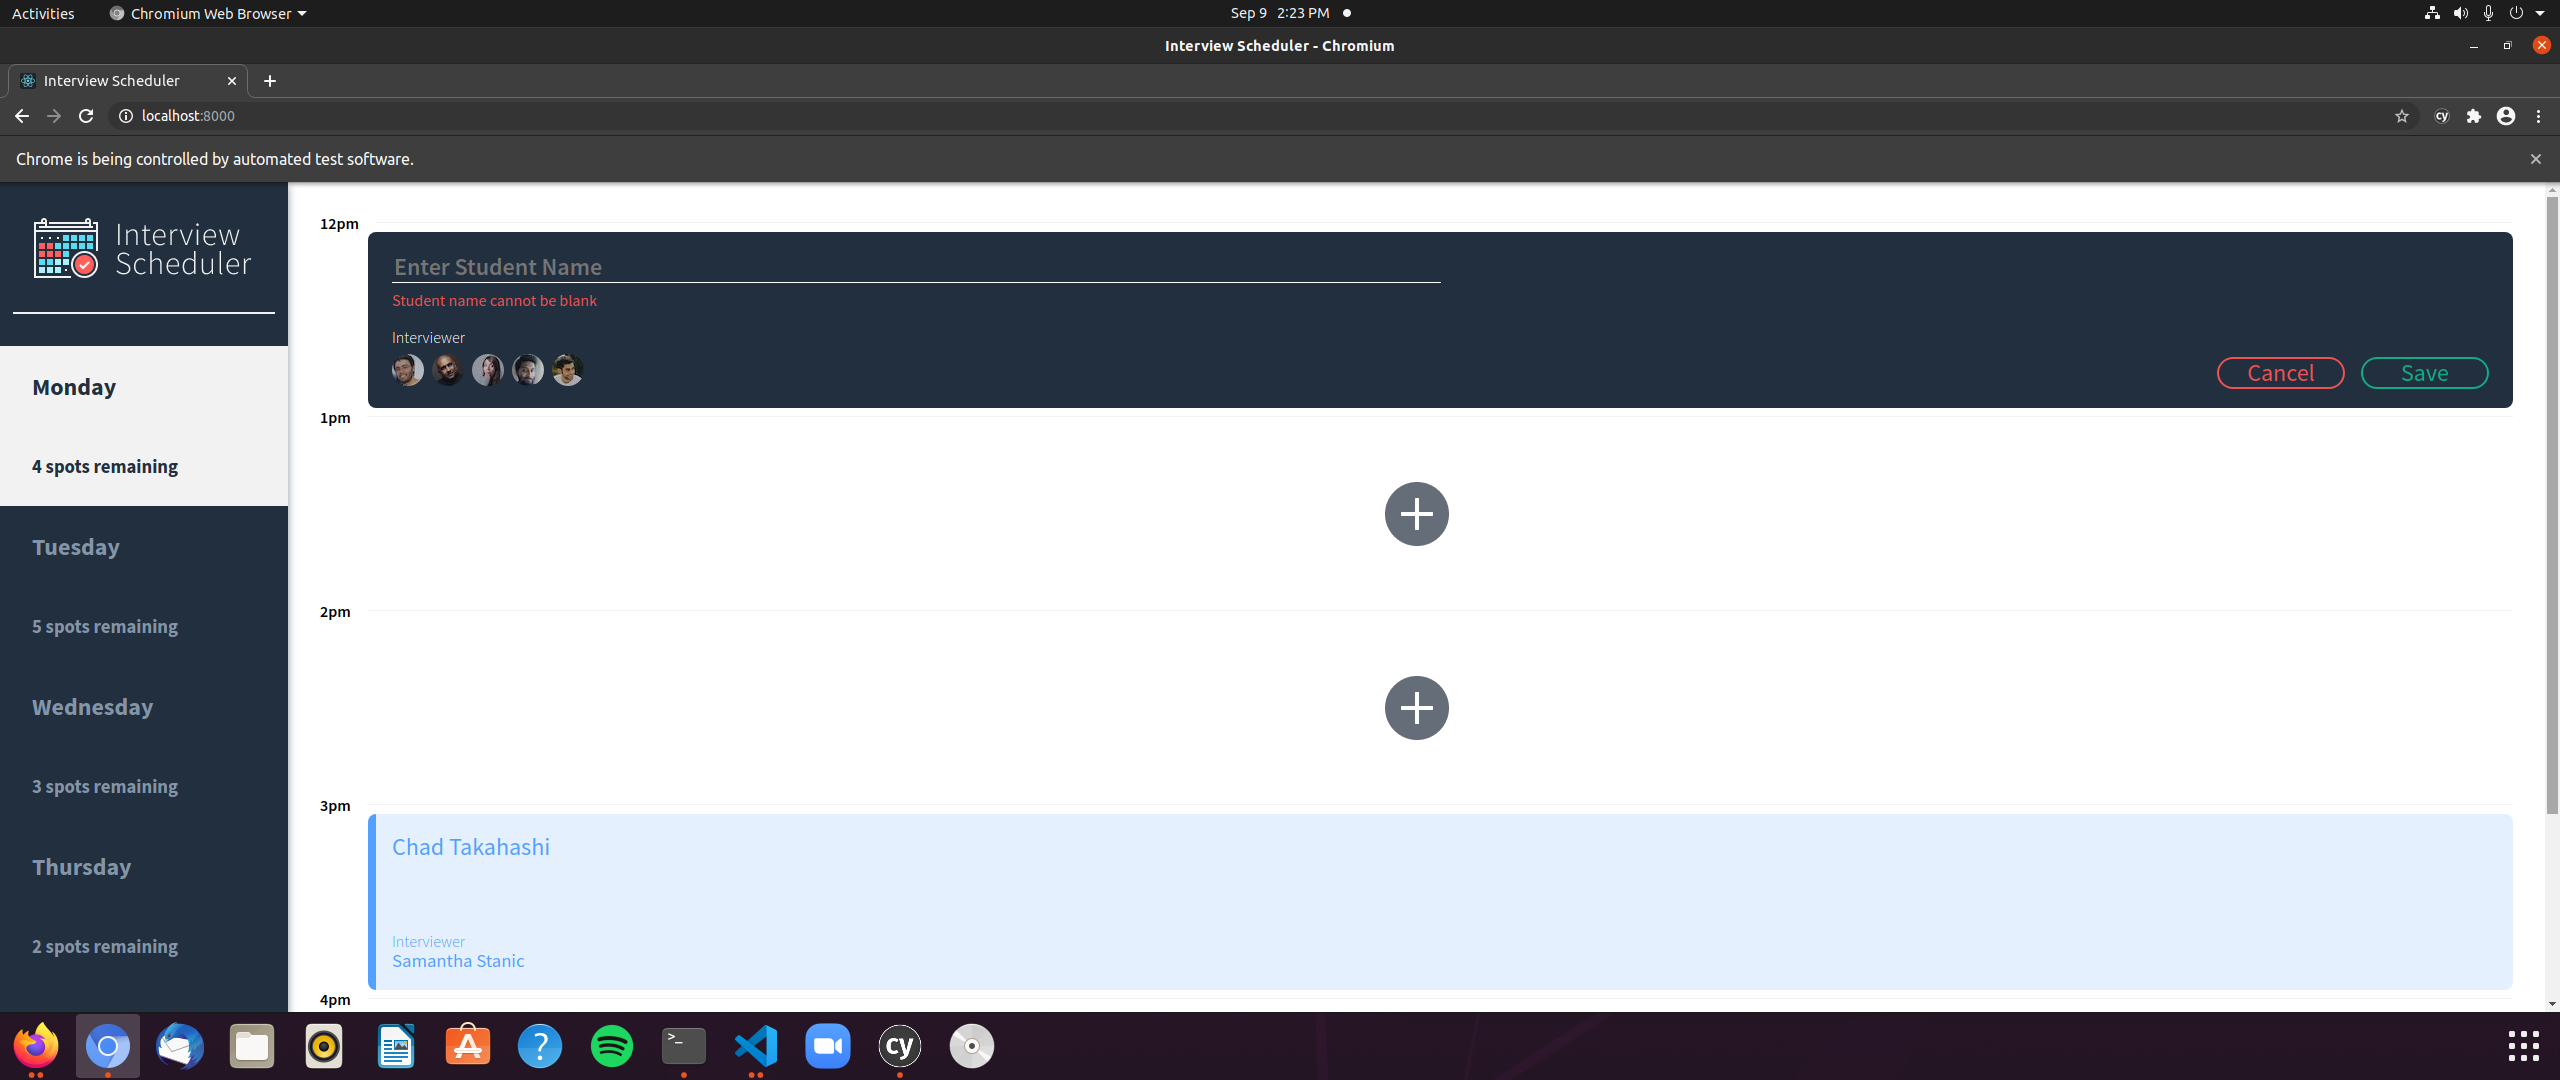 Activities
Chromium Web Browser
Sep 9 2:23 PM
Interview Scheduler - Chromium
Interview Scheduler
localhost:8000
cy
Chrome is being controlled by automated test software.
Interview
Scheduler
Monday
4 spots remaining
Tuesday
5 spots remaining
Wednesday
3 spots remaining
Thursday
2 spots remaining
12pm
Enter Student Name
Student name cannot be blank
Interviewer
Cancel
Save
1pm
2pm
3pm
Chad Takahashi
Interviewer
Samantha Stanic
4pm
>_
?
cy